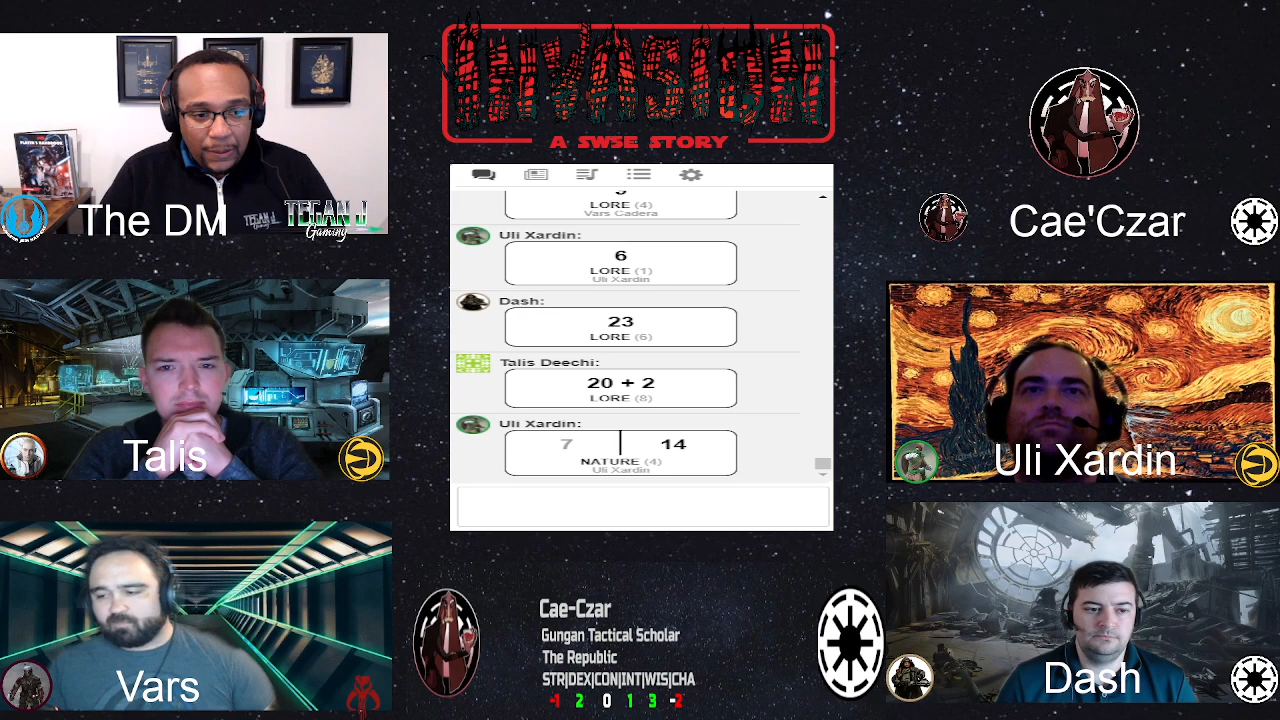 INVASION
A SWSE STORY
PLAYER'S HANDBOOK
The DM
TEGAN J
TEGAN J
Gaming
Cae'Czar
LORE (4)
Vars Cadera
Uli Xardin:
6
LORE (1)
Uli Xardin
Dash:
23
LORE (6)
Talis Deechi:
20 + 2
LORE (8)
Uli Xardin:
7 14
NATURE (4)
Uli Xardin
Talis
Uli Xardin
Vars
Cae-Czar
Gungan Tactical Scholar
The Republic
STR|DEX|CON|INT|WIS|CHA
-1 2 0 1 3 -2
Dash